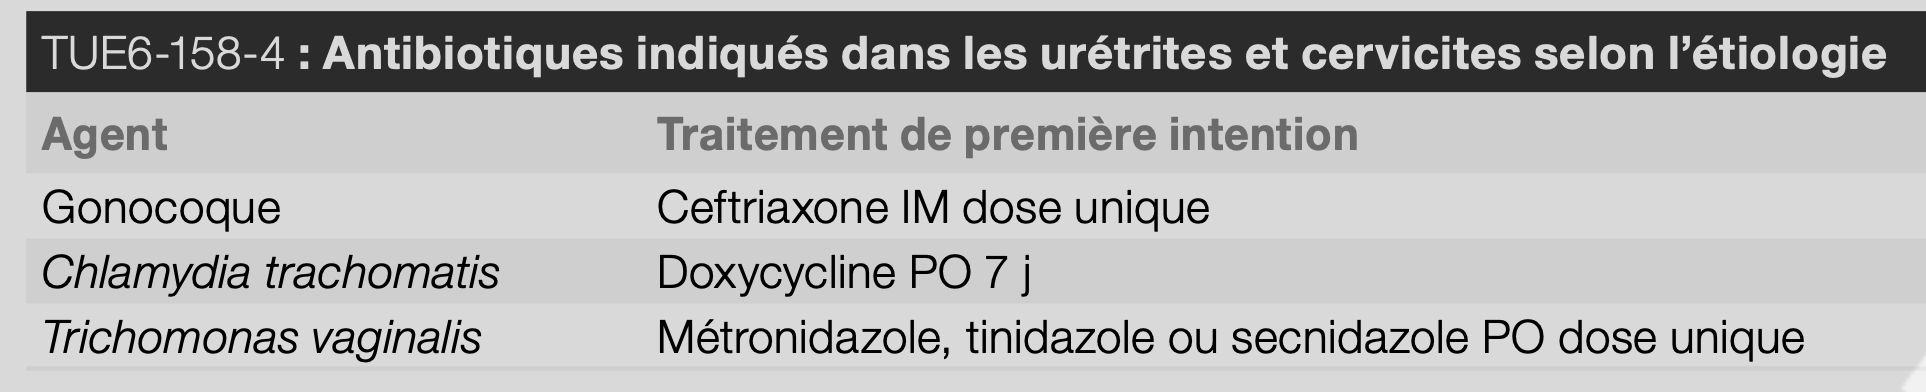 TUE6-158-4 : Antibiotiques indiqués dans les urétrites et cervicites selon l’étiologie
Agent Traitement de première intention
Gonocoque Ceftriaxone IM dose unique
Chlamydia trachomatis Doxycycline PO 7 j
Trichomonas vaginalis Métronidazole, tinidazole ou secnidazole PO dose unique